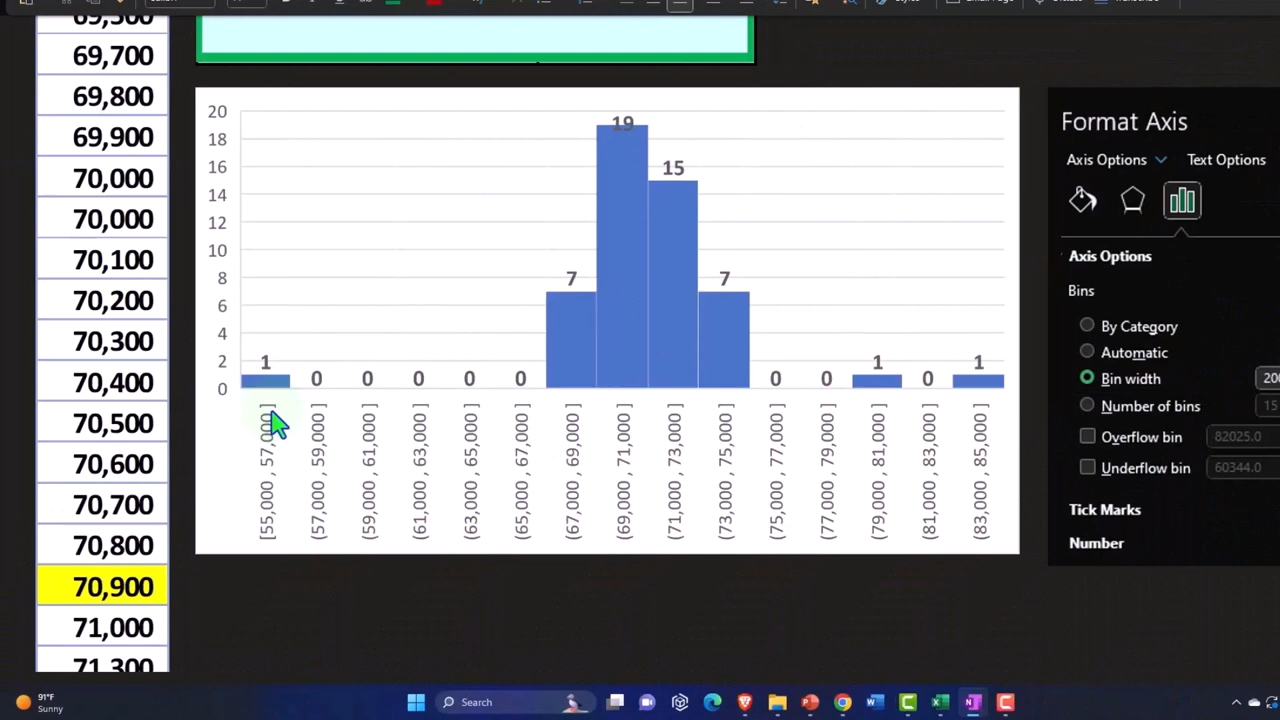 69,700
69,800
69,900
70,000
70,000
70,100
70,200
70,300
70,400
70,500
70,600
70,700
70,800
70,900
71,000
71,300
20
18
16
14
12
10
8
6
4
2
0
1
0
0
0
0
0
7
19
15
7
0
0
1
0
1
[55,000 , 57,000 ]
(57,000 , 59,000 ]
(59,000 , 61,000 ]
(61,000 , 63,000 ]
(63,000 , 65,000 ]
(65,000 , 67,000 ]
(67,000 , 69,000 ]
(69,000 , 71,000 ]
(71,000 , 73,000 ]
(73,000 , 75,000 ]
(75,000 , 77,000 ]
(77,000 , 79,000 ]
(79,000 , 81,000 ]
(81,000 , 83,000 ]
(83,000 , 85,000 ]
Format Axis
Axis Options Text Options
Axis Options
Bins
By Category
Automatic
Bin width 200
Number of bins 15
Overflow bin 82025.0
Underflow bin 60344.0
Tick Marks
Number
91°F
Sunny
Search